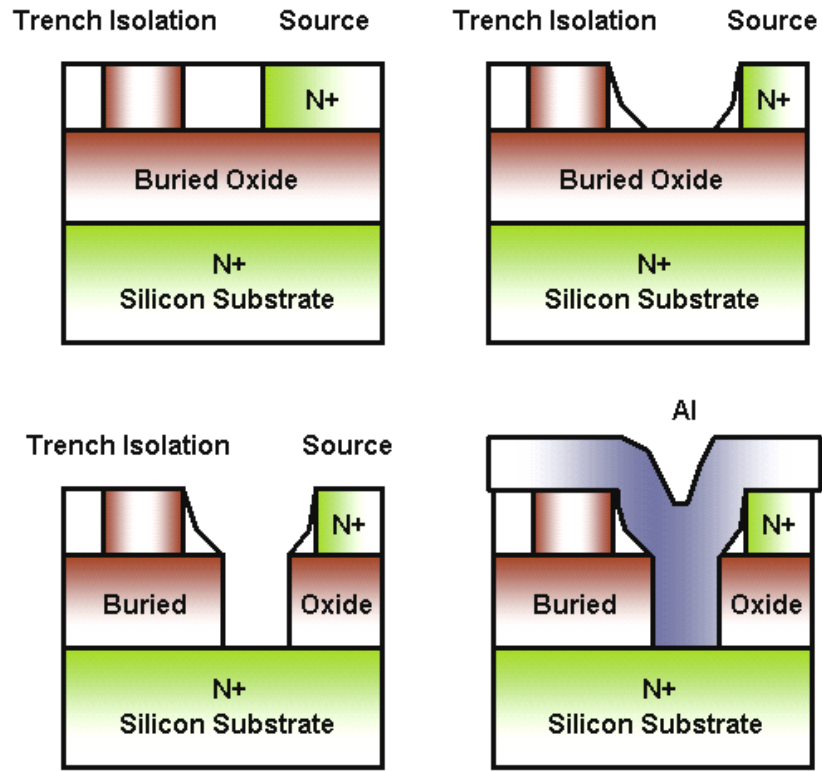 Trench Isolation Source
N+
Buried Oxide
N+
Silicon Substrate
Trench Isolation Source
N+
Buried Oxide
N+
Silicon Substrate
Trench Isolation Source
N+
Buried Oxide
N+
Silicon Substrate
Al
N+
Buried Oxide
N+
Silicon Substrate